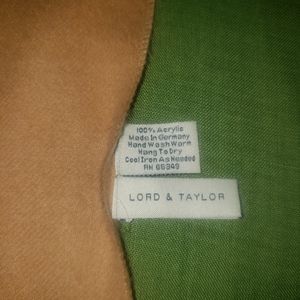 100% Acrylic
Made In Germany
Hand Wash Warm
Hang To Dry
Cool Iron As Needed
RN 65349
LORD & TAYLOR